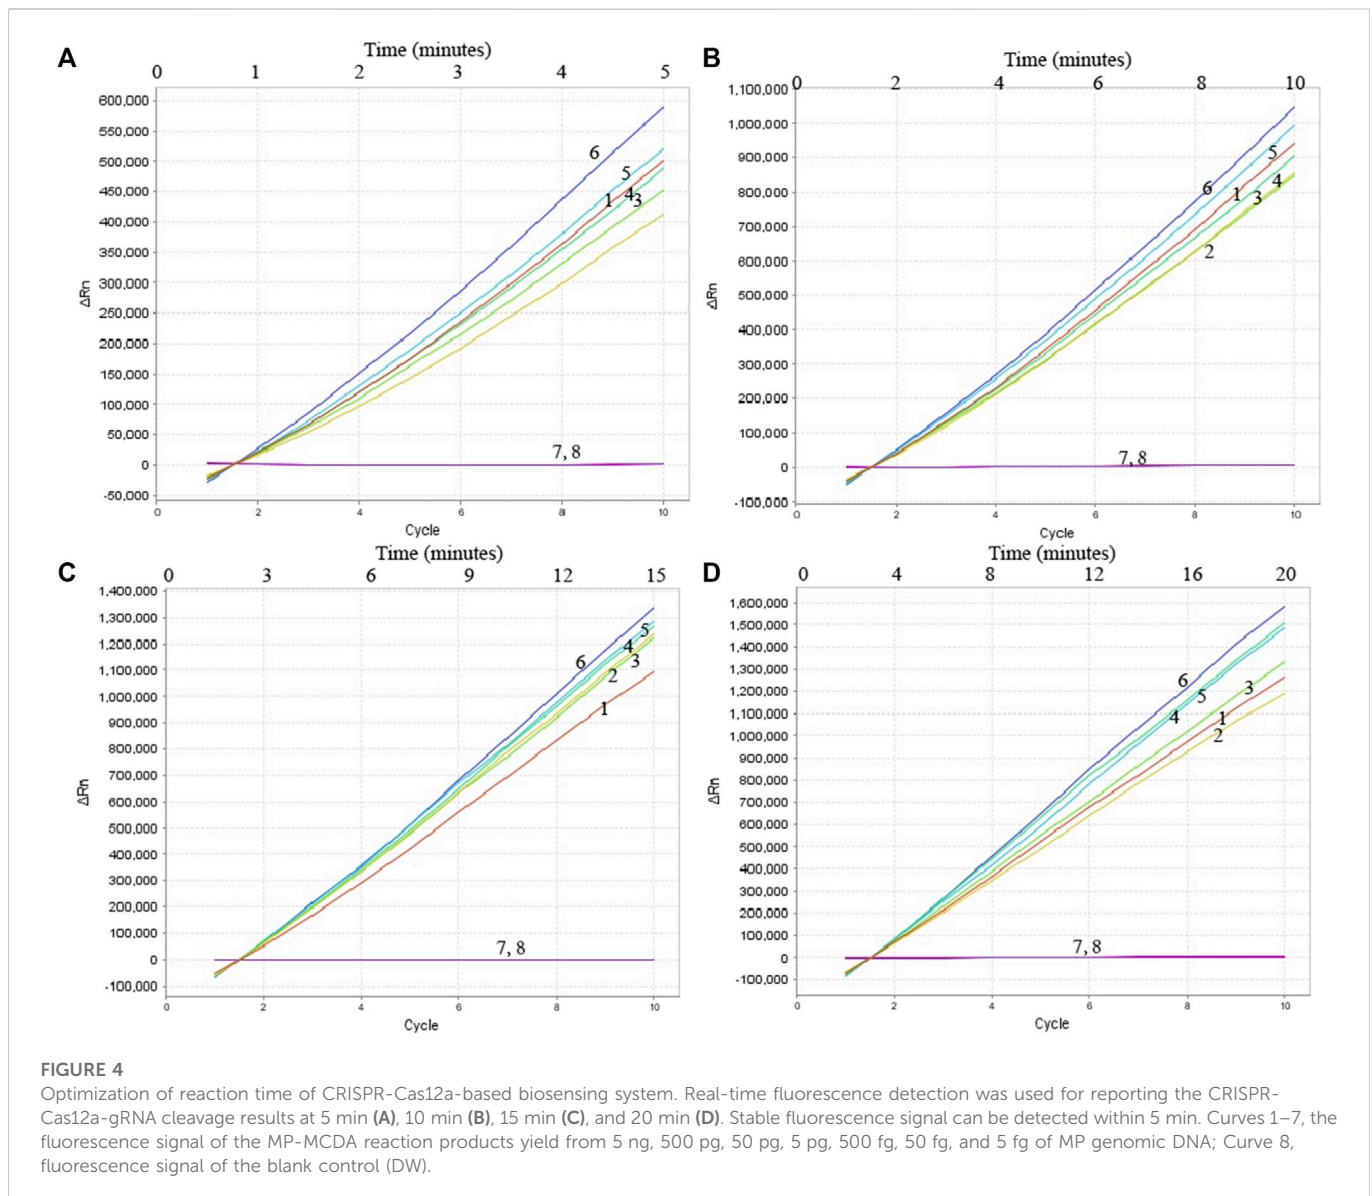 A
Time (minutes)
0 1 2 3 4 5
600,000
550,000
500,000
450,000
400,000
350,000
300,000
250,000
200,000
150,000
100,000
50,000
0
-50,000
ΔRn
6
5
1 4 3
7, 8
0 2 4 6 8 10
Cycle
B
Time (minutes)
0 2 4 6 8 10
1,100,000
1,000,000
900,000
800,000
700,000
600,000
500,000
400,000
300,000
200,000
100,000
0
-100,000
ΔRn
5
6 1 3 4
2
7, 8
0 2 4 6 8 10
Cycle
C
Time (minutes)
0 3 6 9 12 15
1,400,000
1,300,000
1,200,000
1,100,000
1,000,000
900,000
800,000
700,000
600,000
500,000
400,000
300,000
200,000
100,000
0
-100,000
ΔRn
5
4
6 3
2
1
7, 8
0 2 4 6 8 10
Cycle
D
Time (minutes)
0 4 8 12 16 20
1,600,000
1,500,000
1,400,000
1,300,000
1,200,000
1,100,000
1,000,000
900,000
800,000
700,000
600,000
500,000
400,000
300,000
200,000
100,000
0
-100,000
ΔRn
6 3
5
4 1
2
7, 8
0 2 4 6 8 10
Cycle
FIGURE 4
Optimization of reaction time of CRISPR-Cas12a-based biosensing system. Real-time fluorescence detection was used for reporting the CRISPR-
Cas12a-gRNA cleavage results at 5 min (A), 10 min (B), 15 min (C), and 20 min (D). Stable fluorescence signal can be detected within 5 min. Curves 1–7, the
fluorescence signal of the MP-MCDA reaction products yield from 5 ng, 500 pg, 50 pg, 5 pg, 500 fg, 50 fg, and 5 fg of MP genomic DNA; Curve 8,
fluorescence signal of the blank control (DW).